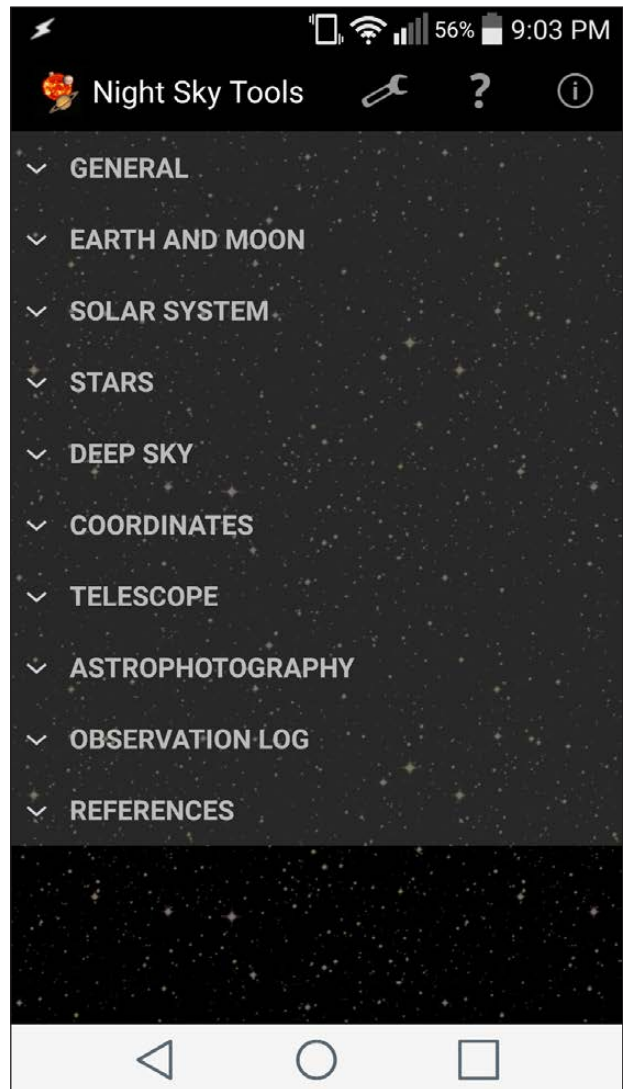 56% 9:03 PM
Night Sky Tools ? i
GENERAL
EARTH AND MOON
SOLAR SYSTEM
STARS
DEEP SKY
COORDINATES
TELESCOPE
ASTROPHOTOGRAPHY
OBSERVATION LOG
REFERENCES